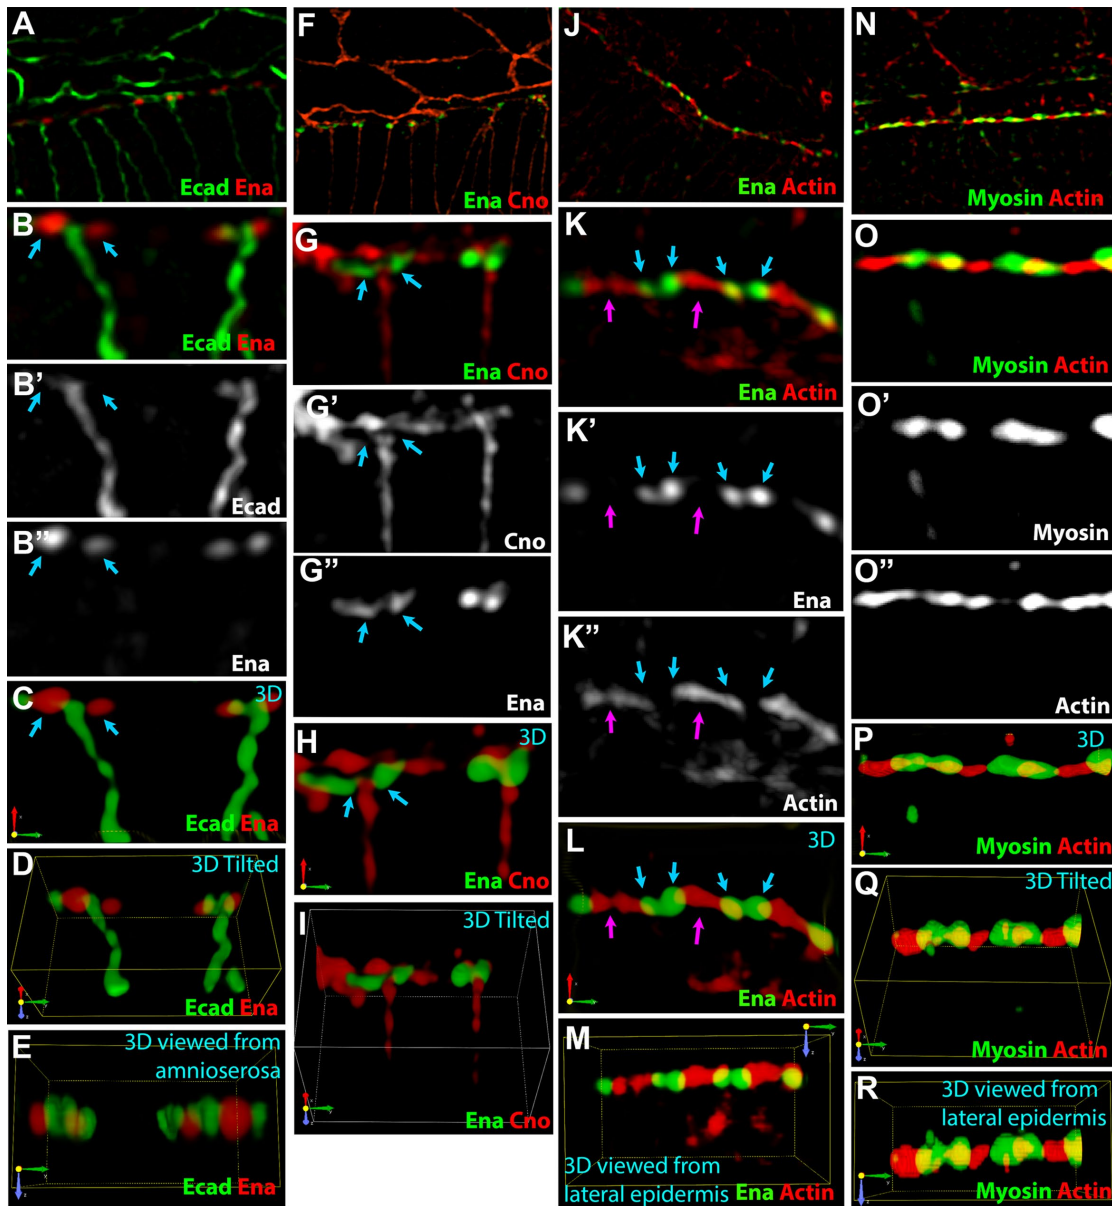 A
Ecad Ena
B
Ecad Ena
B’
Ecad
B”
Ena
C
3D
Ecad Ena
D
3D Tilted
Ecad Ena
E
3D viewed from
amnioserosa
Ecad Ena
F
Ena Cno
G
Ena Cno
G’
Cno
G”
Ena
H
3D
Ena Cno
I
3D Tilted
Ena Cno
J
Ena Actin
K
Ena Actin
K’
Ena
K”
Actin
L
3D
Ena Actin
M
3D viewed from
lateral epidermis
Ena Actin
N
Myosin Actin
O
Myosin Actin
O’
Myosin
O”
Actin
P
3D
Myosin Actin
Q
3D Tilted
Myosin Actin
R
3D viewed from
lateral epidermis
Myosin Actin